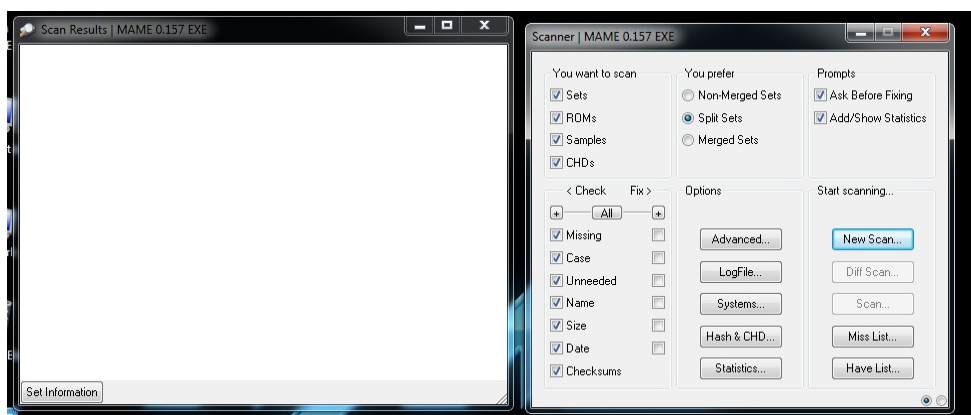 Scan Results | MAME 0.157 EXE
Set Information
Scanner | MAME 0.157 EXE
You want to scan
Sets
ROMs
Samples
CHDs
You prefer
Non-Merged Sets
Split Sets
Merged Sets
Prompts
Ask Before Fixing
Add/Show Statistics
< Check Fix >
+ All +
Missing
Case
Unneeded
Name
Size
Date
Checksums
Options
Advanced...
LogFile...
Systems...
Hash & CHD...
Statistics...
Start scanning...
New Scan...
Diff Scan...
Scan...
Miss List...
Have List...